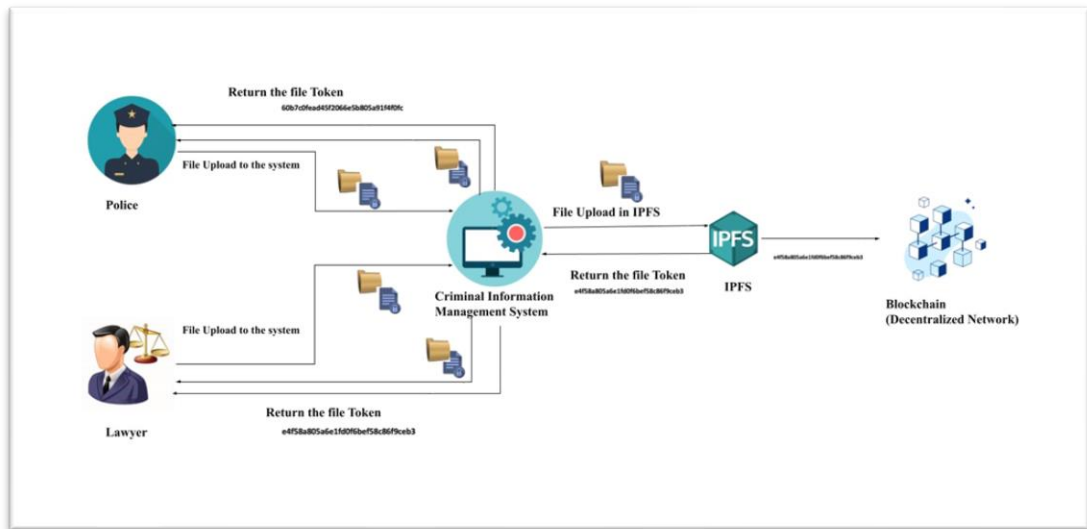 Return the file Token
60b7c0fead45f2066e5b805a91f4f0fc
File Upload to the system
Police
File Upload in IPFS
IPFS
Return the file Token
e4f58a805a6e1fd0f6bef58c86f9ceb3
e4f58a805a6e1fd0f6bef58c86f9ceb3
IPFS
Criminal Information
Management System
Blockchain
(Decentralized Network)
File Upload to the system
Lawyer
Return the file Token
e4f58a805a6e1fd0f6bef58c86f9ceb3